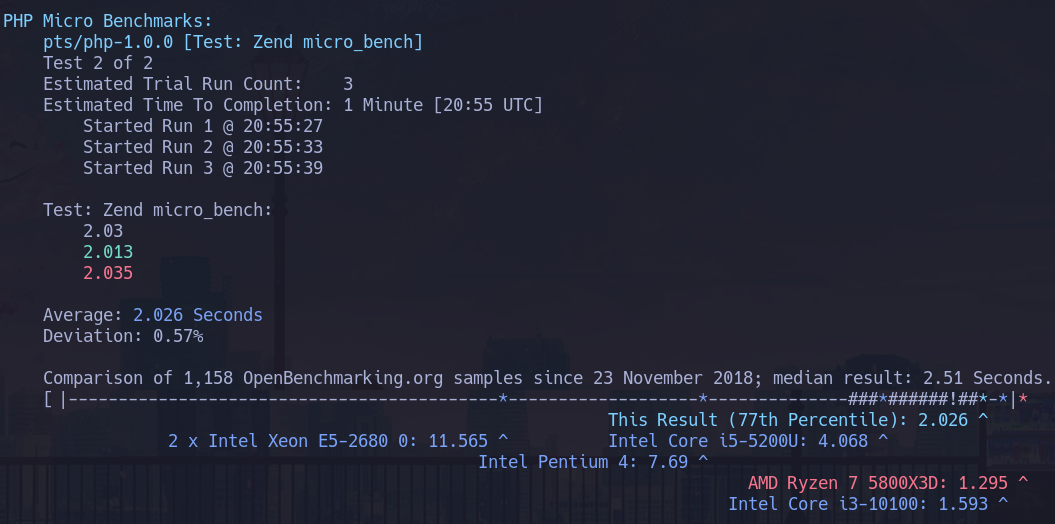 PHP Micro Benchmarks:
pts/php-1.0.0 [Test: Zend micro_bench]
Test 2 of 2
Estimated Trial Run Count:    3
Estimated Time To Completion: 1 Minute [20:55 UTC]
Started Run 1 @ 20:55:27
Started Run 2 @ 20:55:33
Started Run 3 @ 20:55:39
Test: Zend micro_bench:
2.03
2.013
2.035
Average: 2.026 Seconds
Deviation: 0.57%
Comparison of 1,158 OpenBenchmarking.org samples since 23 November 2018; median result: 2.51 Seconds.
[ |-------------------------------------------*-------------------*--------------###*######!##*-*|*
This Result (77th Percentile): 2.026 ^
2 x Intel Xeon E5-2680 0: 11.565 ^          Intel Core i5-5200U: 4.068 ^
Intel Pentium 4: 7.69 ^
AMD Ryzen 7 5800X3D: 1.295 ^
Intel Core i3-10100: 1.593 ^